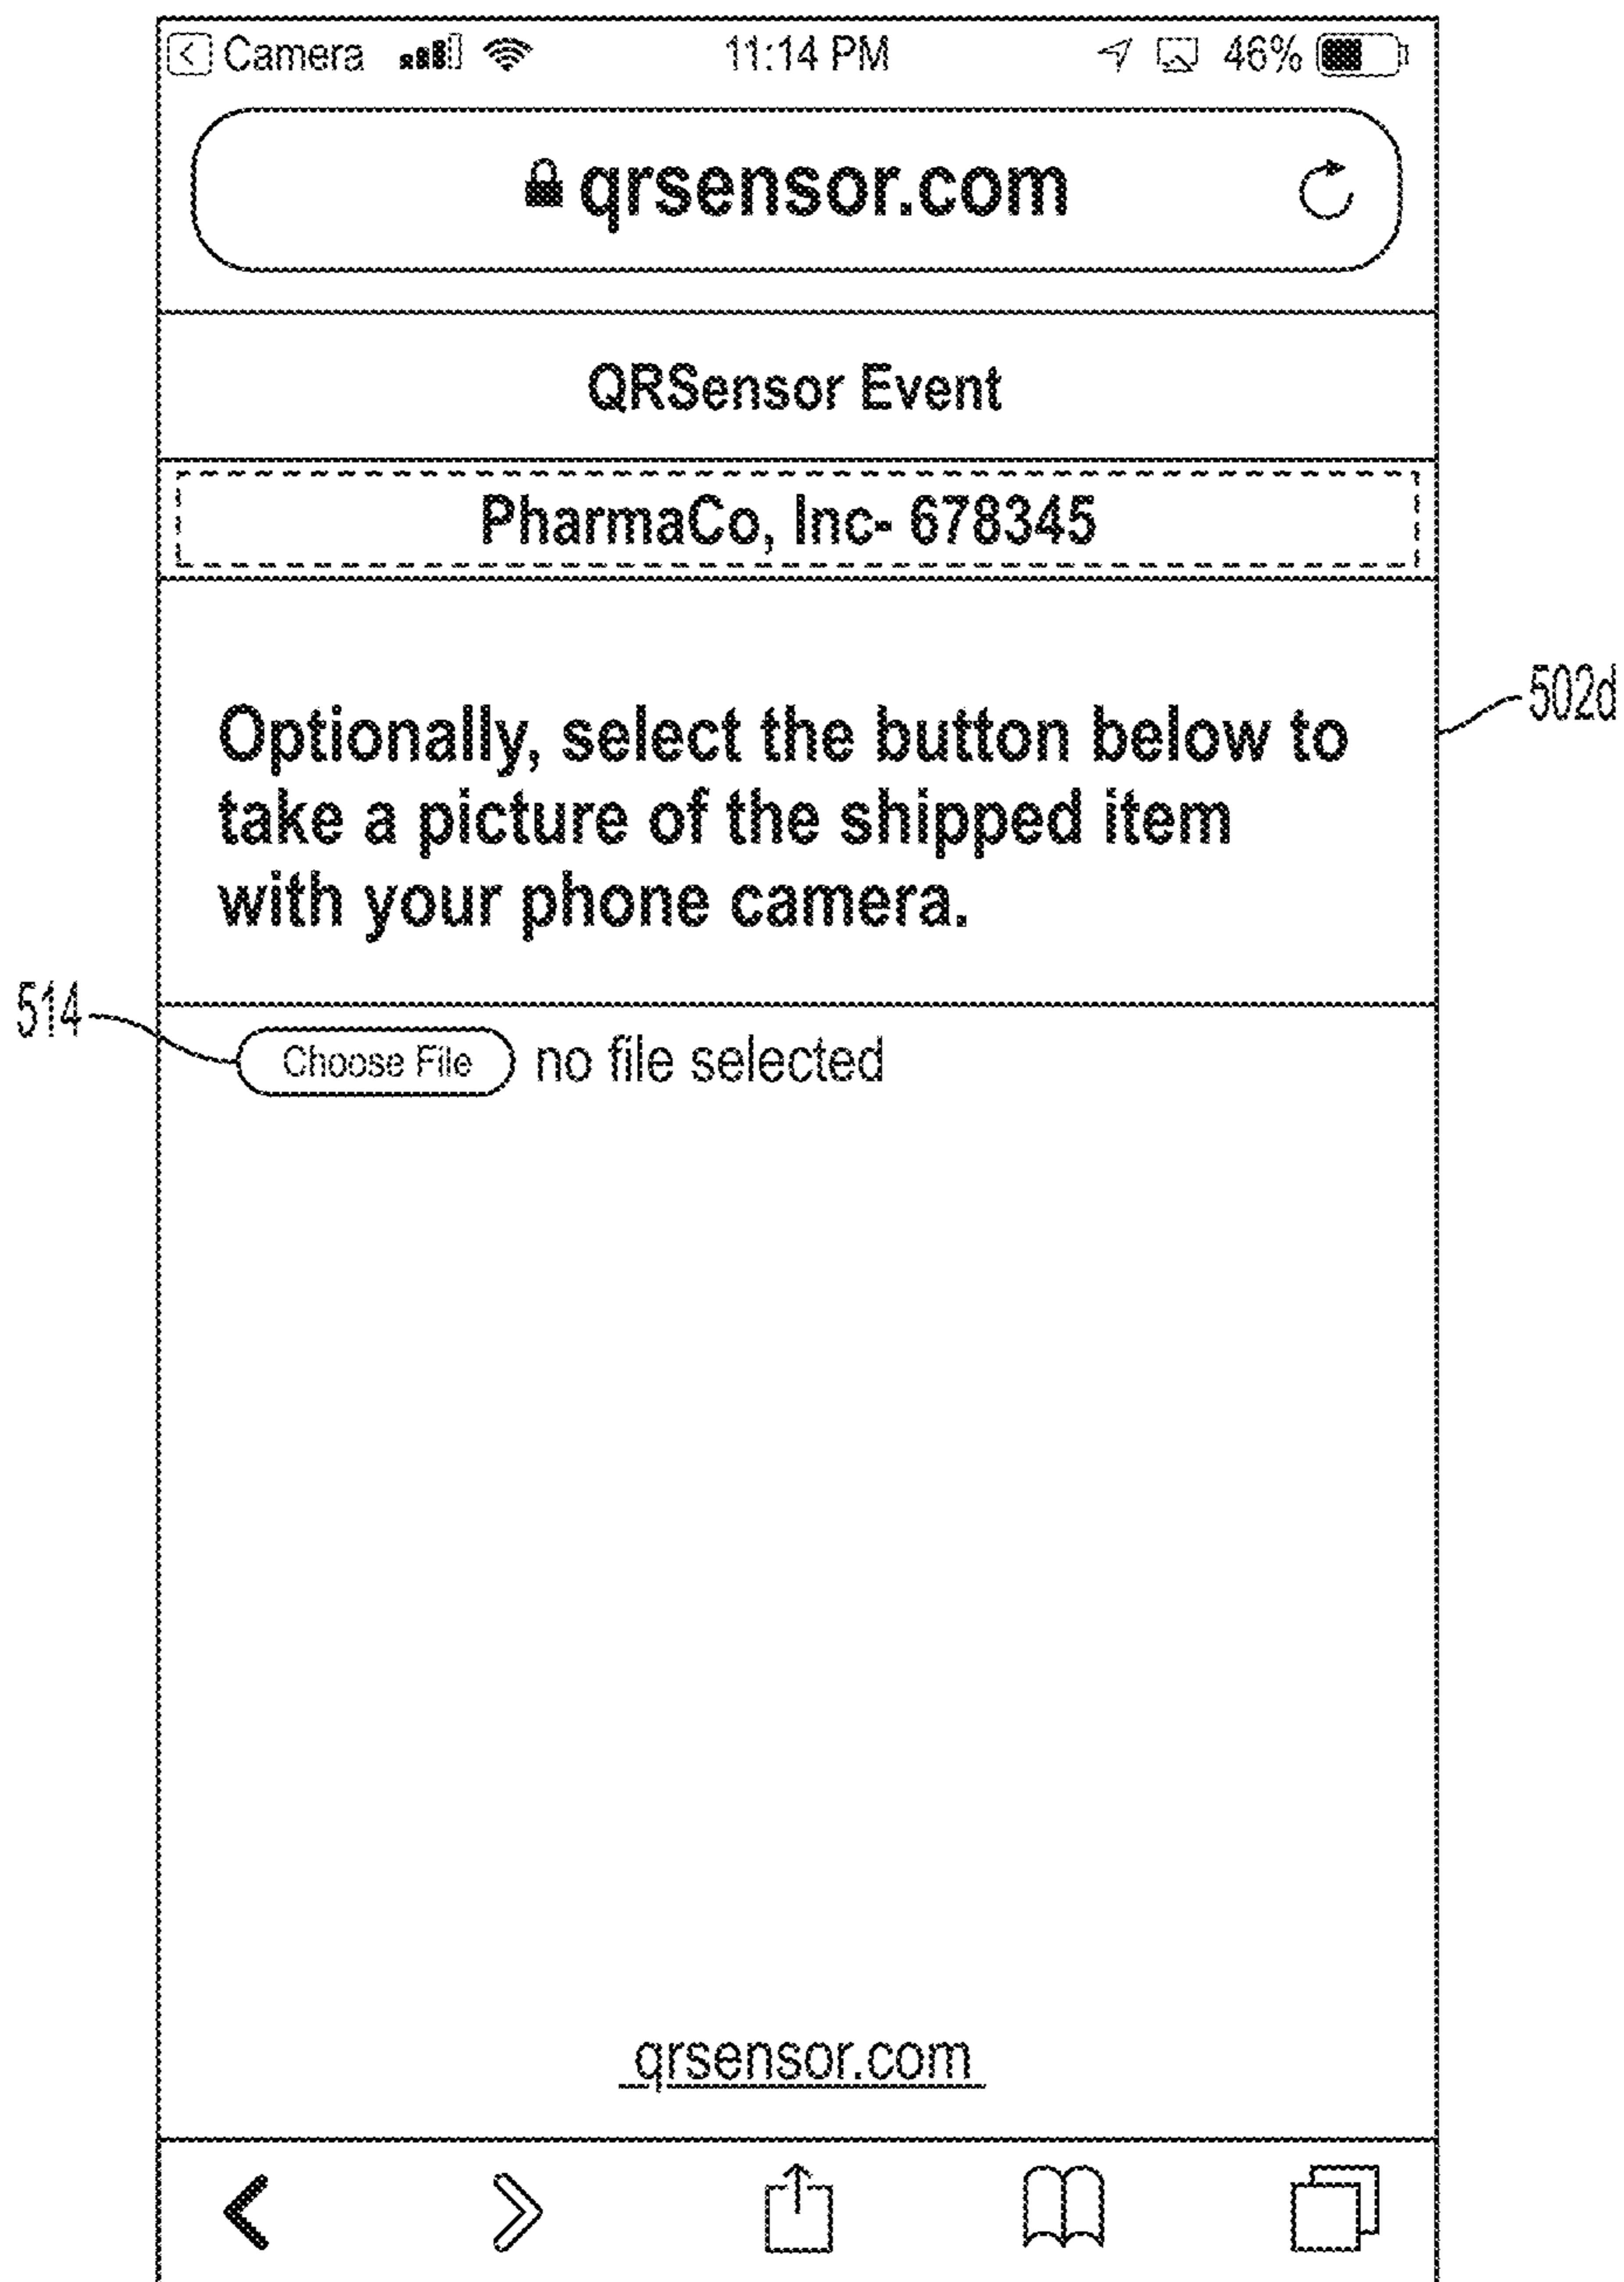 Camera 11:14 PM 46%
qrsensor.com
QRSensor Event
PharmaCo, Inc- 678345
502d
Optionally, select the button below to
take a picture of the shipped item
with your phone camera.
514
Choose File no file selected
qrsensor.com